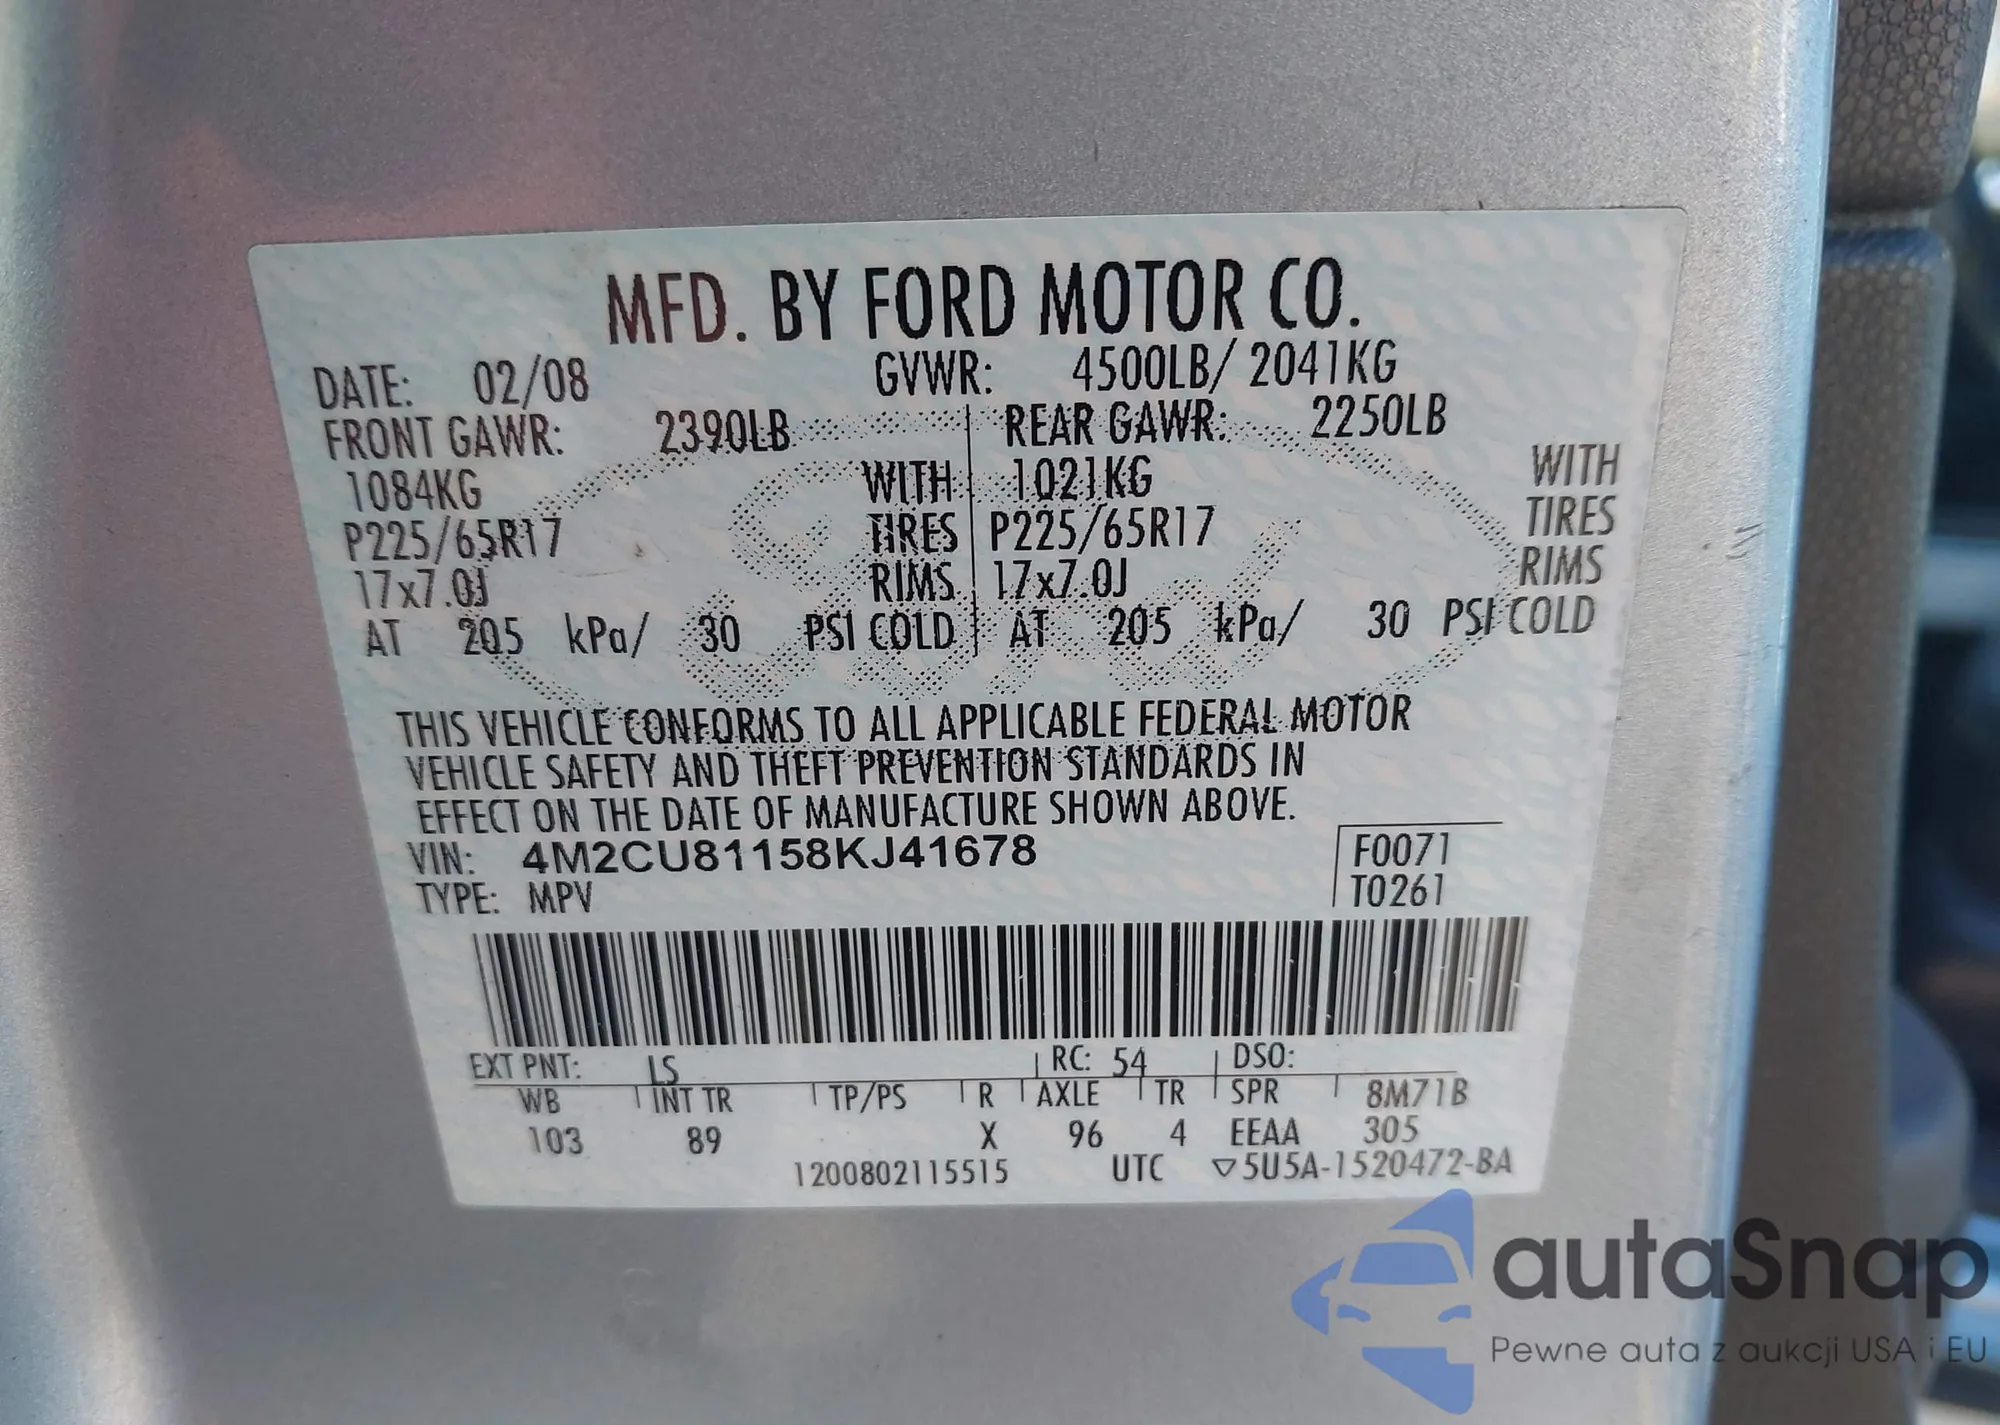 MFD. BY FORD MOTOR CO.
DATE: 02/08 GVWR: 4500LB/ 2041KG
FRONT GAWR: 2390LB REAR GAWR: 2250LB
1084KG WITH 1021KG WITH
P225/65R17 TIRES P225/65R17 TIRES
17x7.0J RIMS 17x7.0J RIMS
AT 205 kPa/ 30 PSI COLD AT 205 kPa/ 30 PSI COLD
THIS VEHICLE CONFORMS TO ALL APPLICABLE FEDERAL MOTOR
VEHICLE SAFETY AND THEFT PREVENTION STANDARDS IN
EFFECT ON THE DATE OF MANUFACTURE SHOWN ABOVE.
VIN: 4M2CU81158KJ41678 F0071
TYPE: MPV T0261
EXT PNT: LS RC: 54 DSO:
WB INT TR TP/PS R AXLE TR SPR 8M71B
103 89 X 96 4 EEAA 305
1200802115515 UTC ▽5U5A-1520472-BA
autaSnap
Pewne auta z aukcji USA i EU